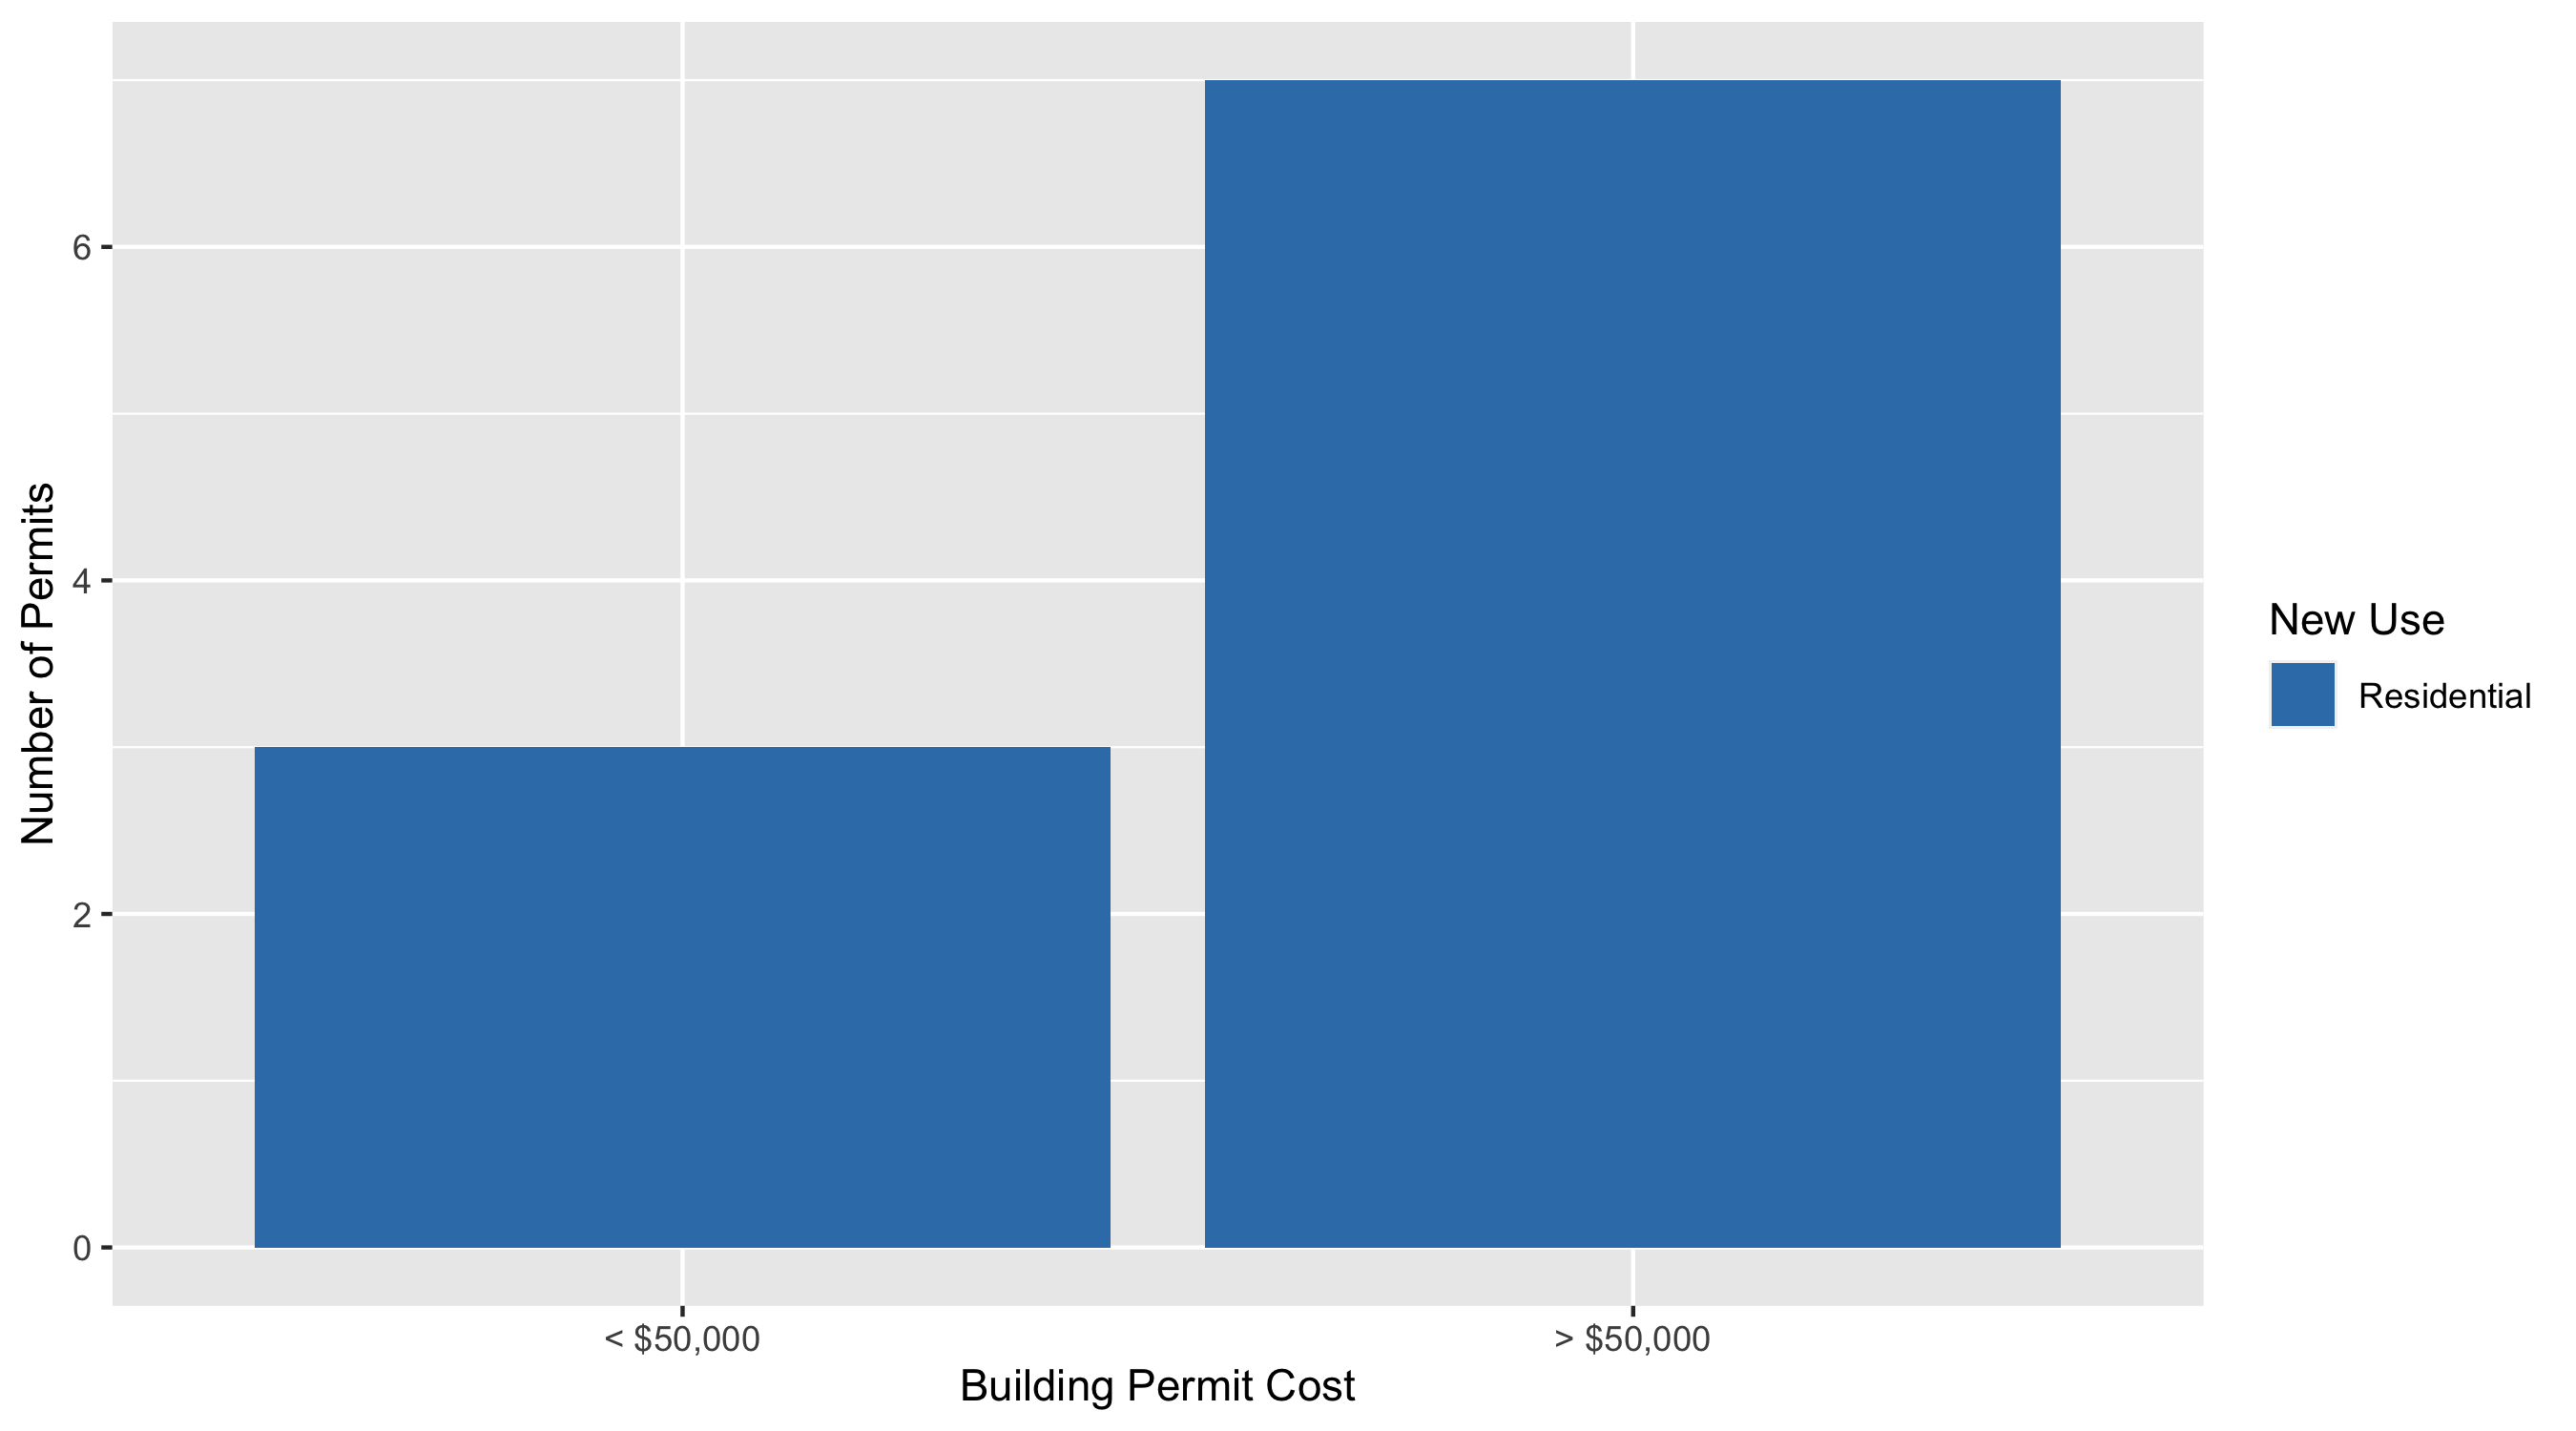 Number of Permits
6
4
2
0
< $50,000
> $50,000
Building Permit Cost
New Use
Residential